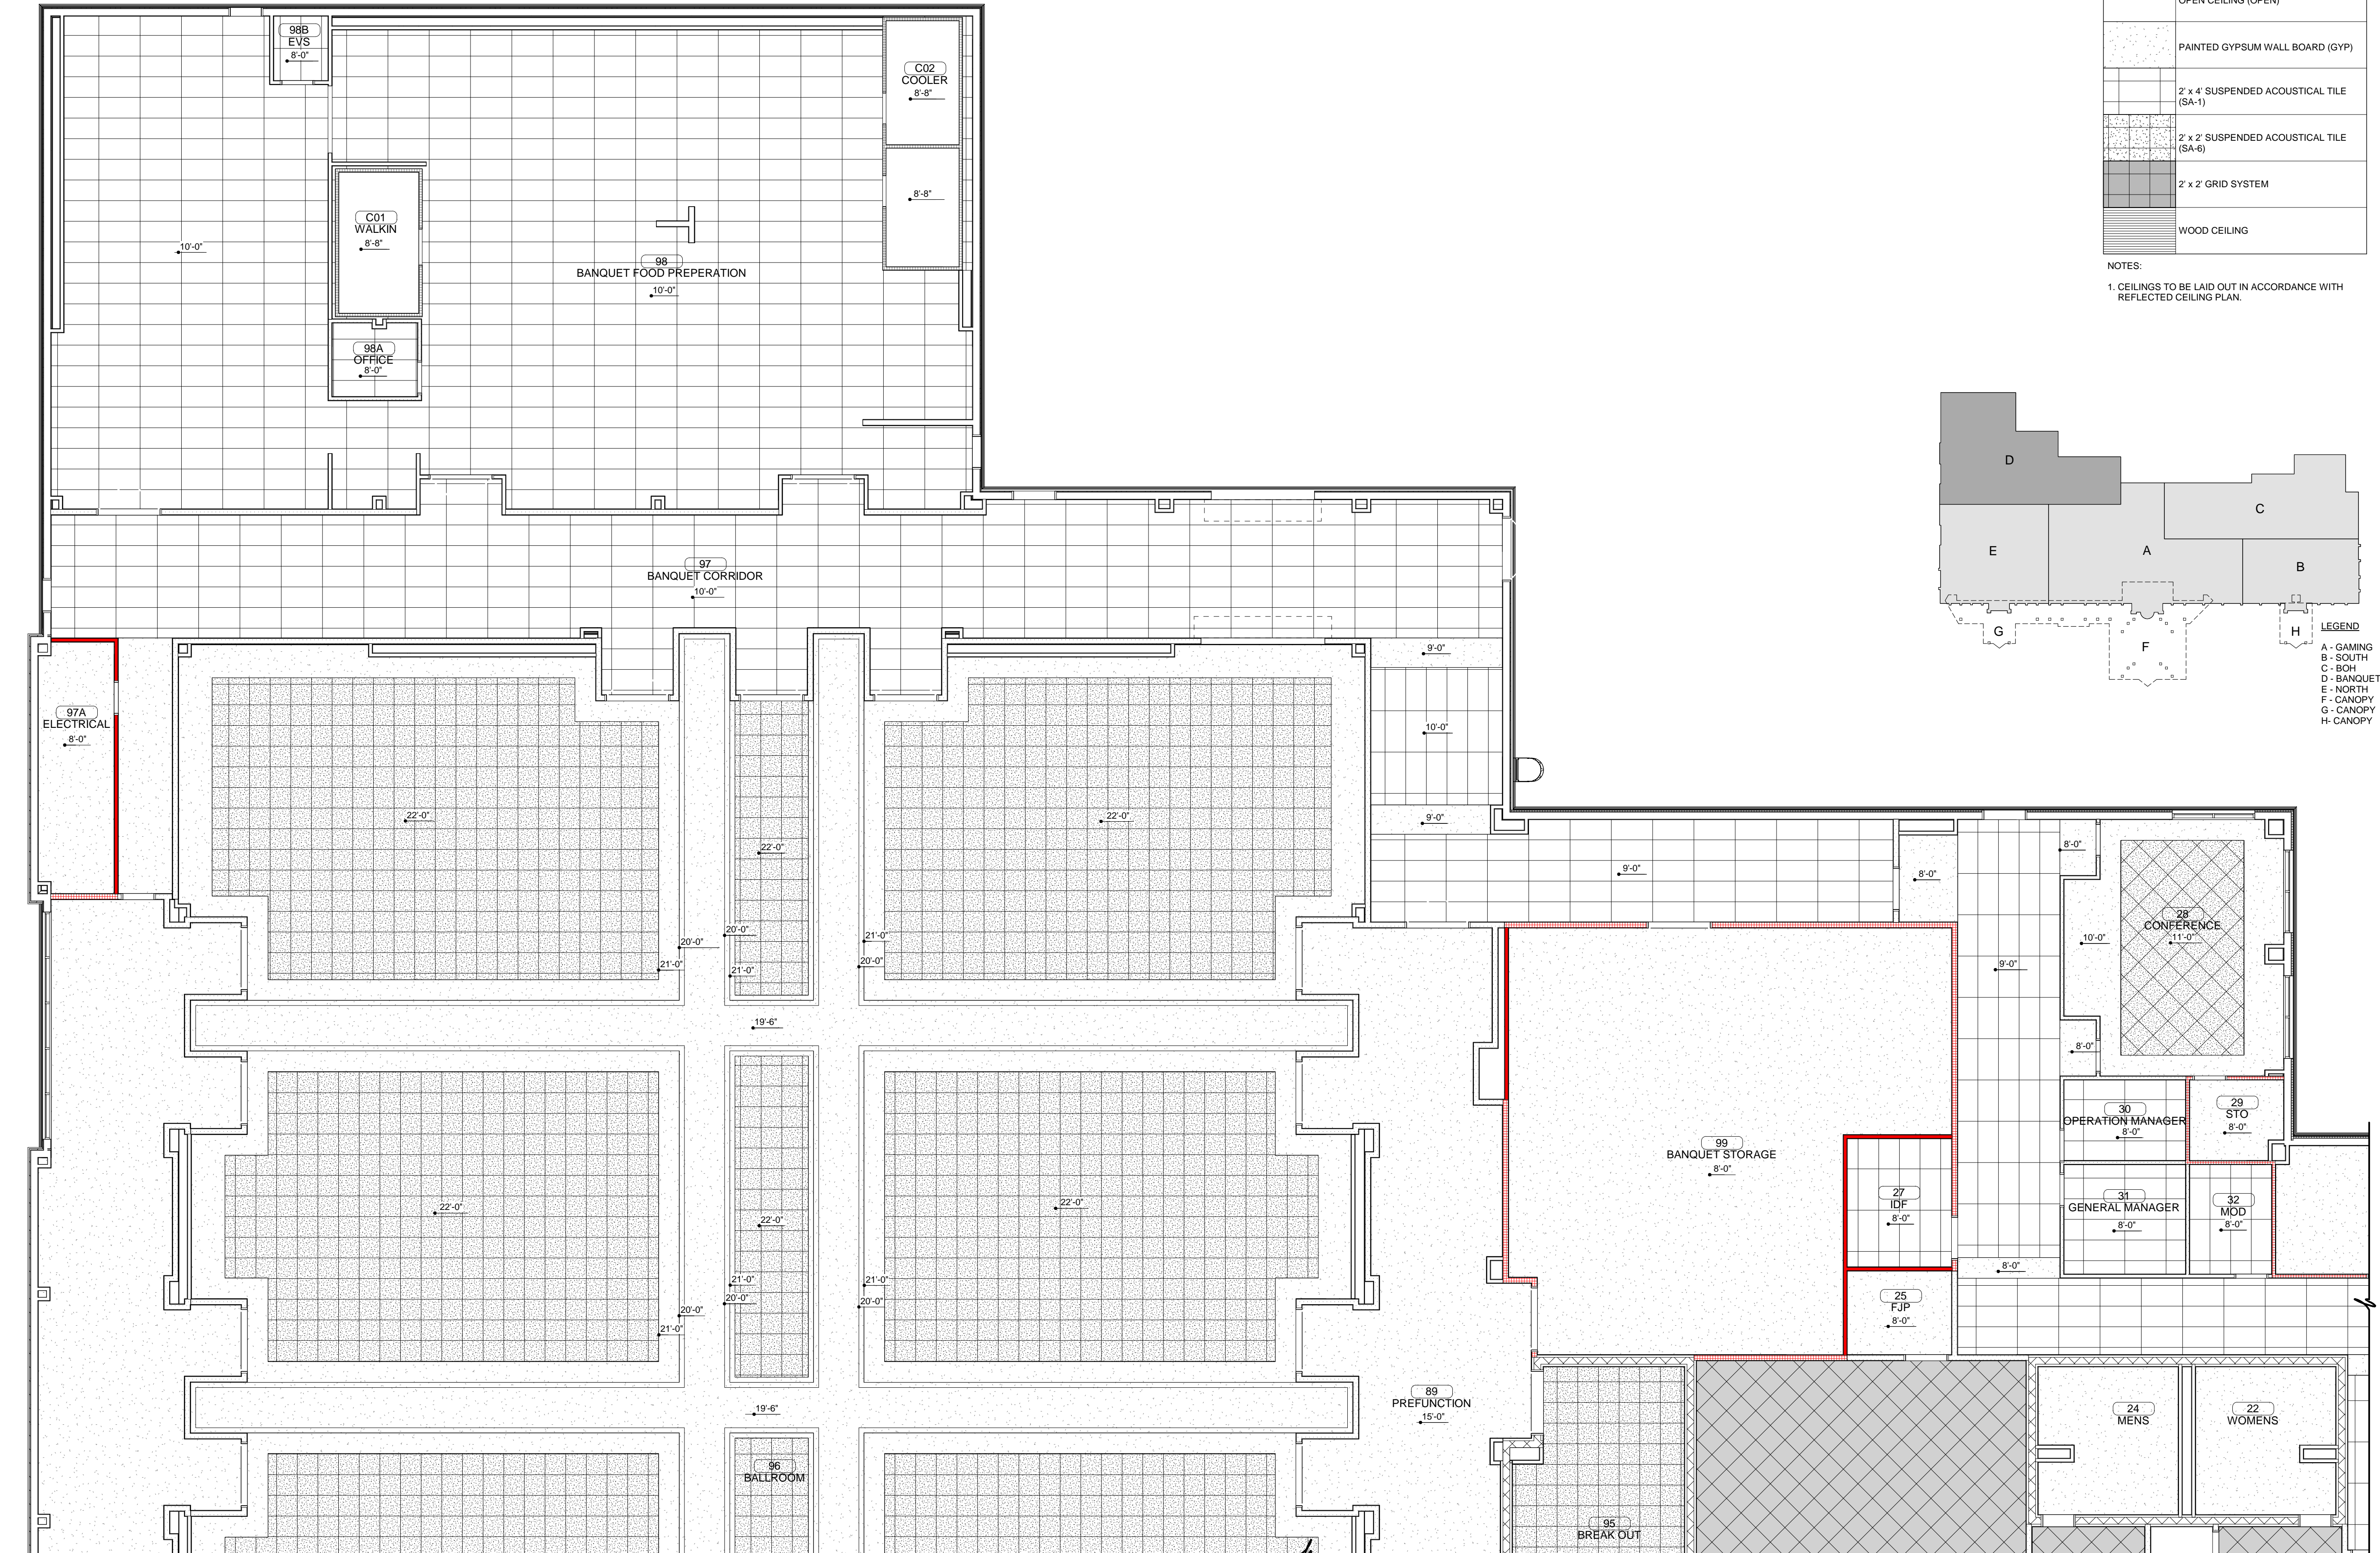 OPEN CEILING (OPEN)
PAINTED GYPSUM WALL BOARD (GYP)
2' x 4' SUSPENDED ACOUSTICAL TILE
(SA-1)
2' x 2' SUSPENDED ACOUSTICAL TILE
(SA-6)
2' x 2' GRID SYSTEM
WOOD CEILING
NOTES:
1. CEILINGS TO BE LAID OUT IN ACCORDANCE WITH
REFLECTED CEILING PLAN.
D
C
E
A
B
G
F
H
LEGEND
A - GAMING
B - SOUTH
C - BOH
D - BANQUET
E - NORTH
F - CANOPY
G - CANOPY
H- CANOPY
98B
EVS
8'-0"
C02
COOLER
8'-8"
8'-8"
C01
WALKIN
8'-8"
10'-0"
98
BANQUET FOOD PREPERATION
10'-0"
98A
OFFICE
8'-0"
97
BANQUET CORRIDOR
10'-0"
9'-0"
97A
ELECTRICAL
8'-0"
10'-0"
22'-0"
22'-0"
22'-0"
9'-0"
9'-0"
8'-0"
8'-0"
28
CONFERENCE
11'-0"
10'-0"
9'-0"
20'-0"
20'-0"
21'-0"
21'-0"
21'-0"
20'-0"
19'-6"
8'-0"
30
OPERATION MANAGER
8'-0"
29
STO
8'-0"
99
BANQUET STORAGE
8'-0"
27
IDF
8'-0"
31
GENERAL MANAGER
8'-0"
32
MOD
8'-0"
22'-0"
22'-0"
22'-0"
8'-0"
21'-0"
20'-0"
21'-0"
20'-0"
20'-0"
21'-0"
25
FJP
8'-0"
19'-6"
89
PREFUNCTION
15'-0"
24
MENS
22
WOMENS
96
BALLROOM
95
BREAK OUT